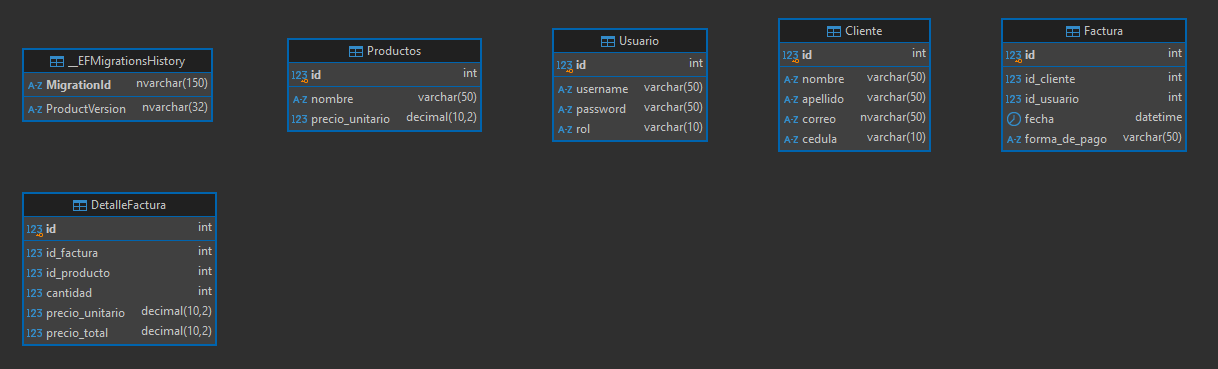 __EFMigrationsHistory
A-Z MigrationId nvarchar(150)
A-Z ProductVersion nvarchar(32)
Productos
123 id int
A-Z nombre varchar(50)
123 precio_unitario decimal(10,2)
Usuario
123 id int
A-Z username varchar(50)
A-Z password varchar(50)
A-Z rol varchar(10)
Cliente
123 id int
A-Z nombre varchar(50)
A-Z apellido varchar(50)
A-Z correo nvarchar(50)
A-Z cedula varchar(10)
Factura
123 id int
123 id_cliente int
123 id_usuario int
fecha datetime
A-Z forma_de_pago varchar(50)
DetalleFactura
123 id int
123 id_factura int
123 id_producto int
123 cantidad int
123 precio_unitario decimal(10,2)
123 precio_total decimal(10,2)